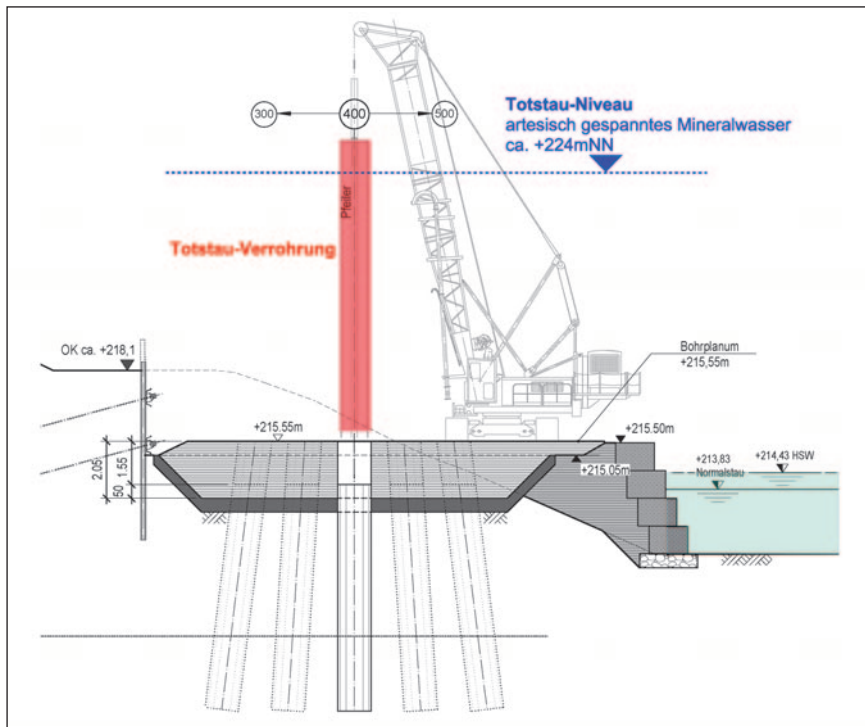 Totstau-Niveau
artesisch gespanntes Mineralwasser
ca. +224mNN
300
400
500
Pfeiler
Totstau-Verrohrung
OK ca. +218,1
Bohrplanum
+215,55m
+215.55m
+215.50m
+215.05m
+213,83
Normalstau
+214,43 HSW
2.05
1.55
50